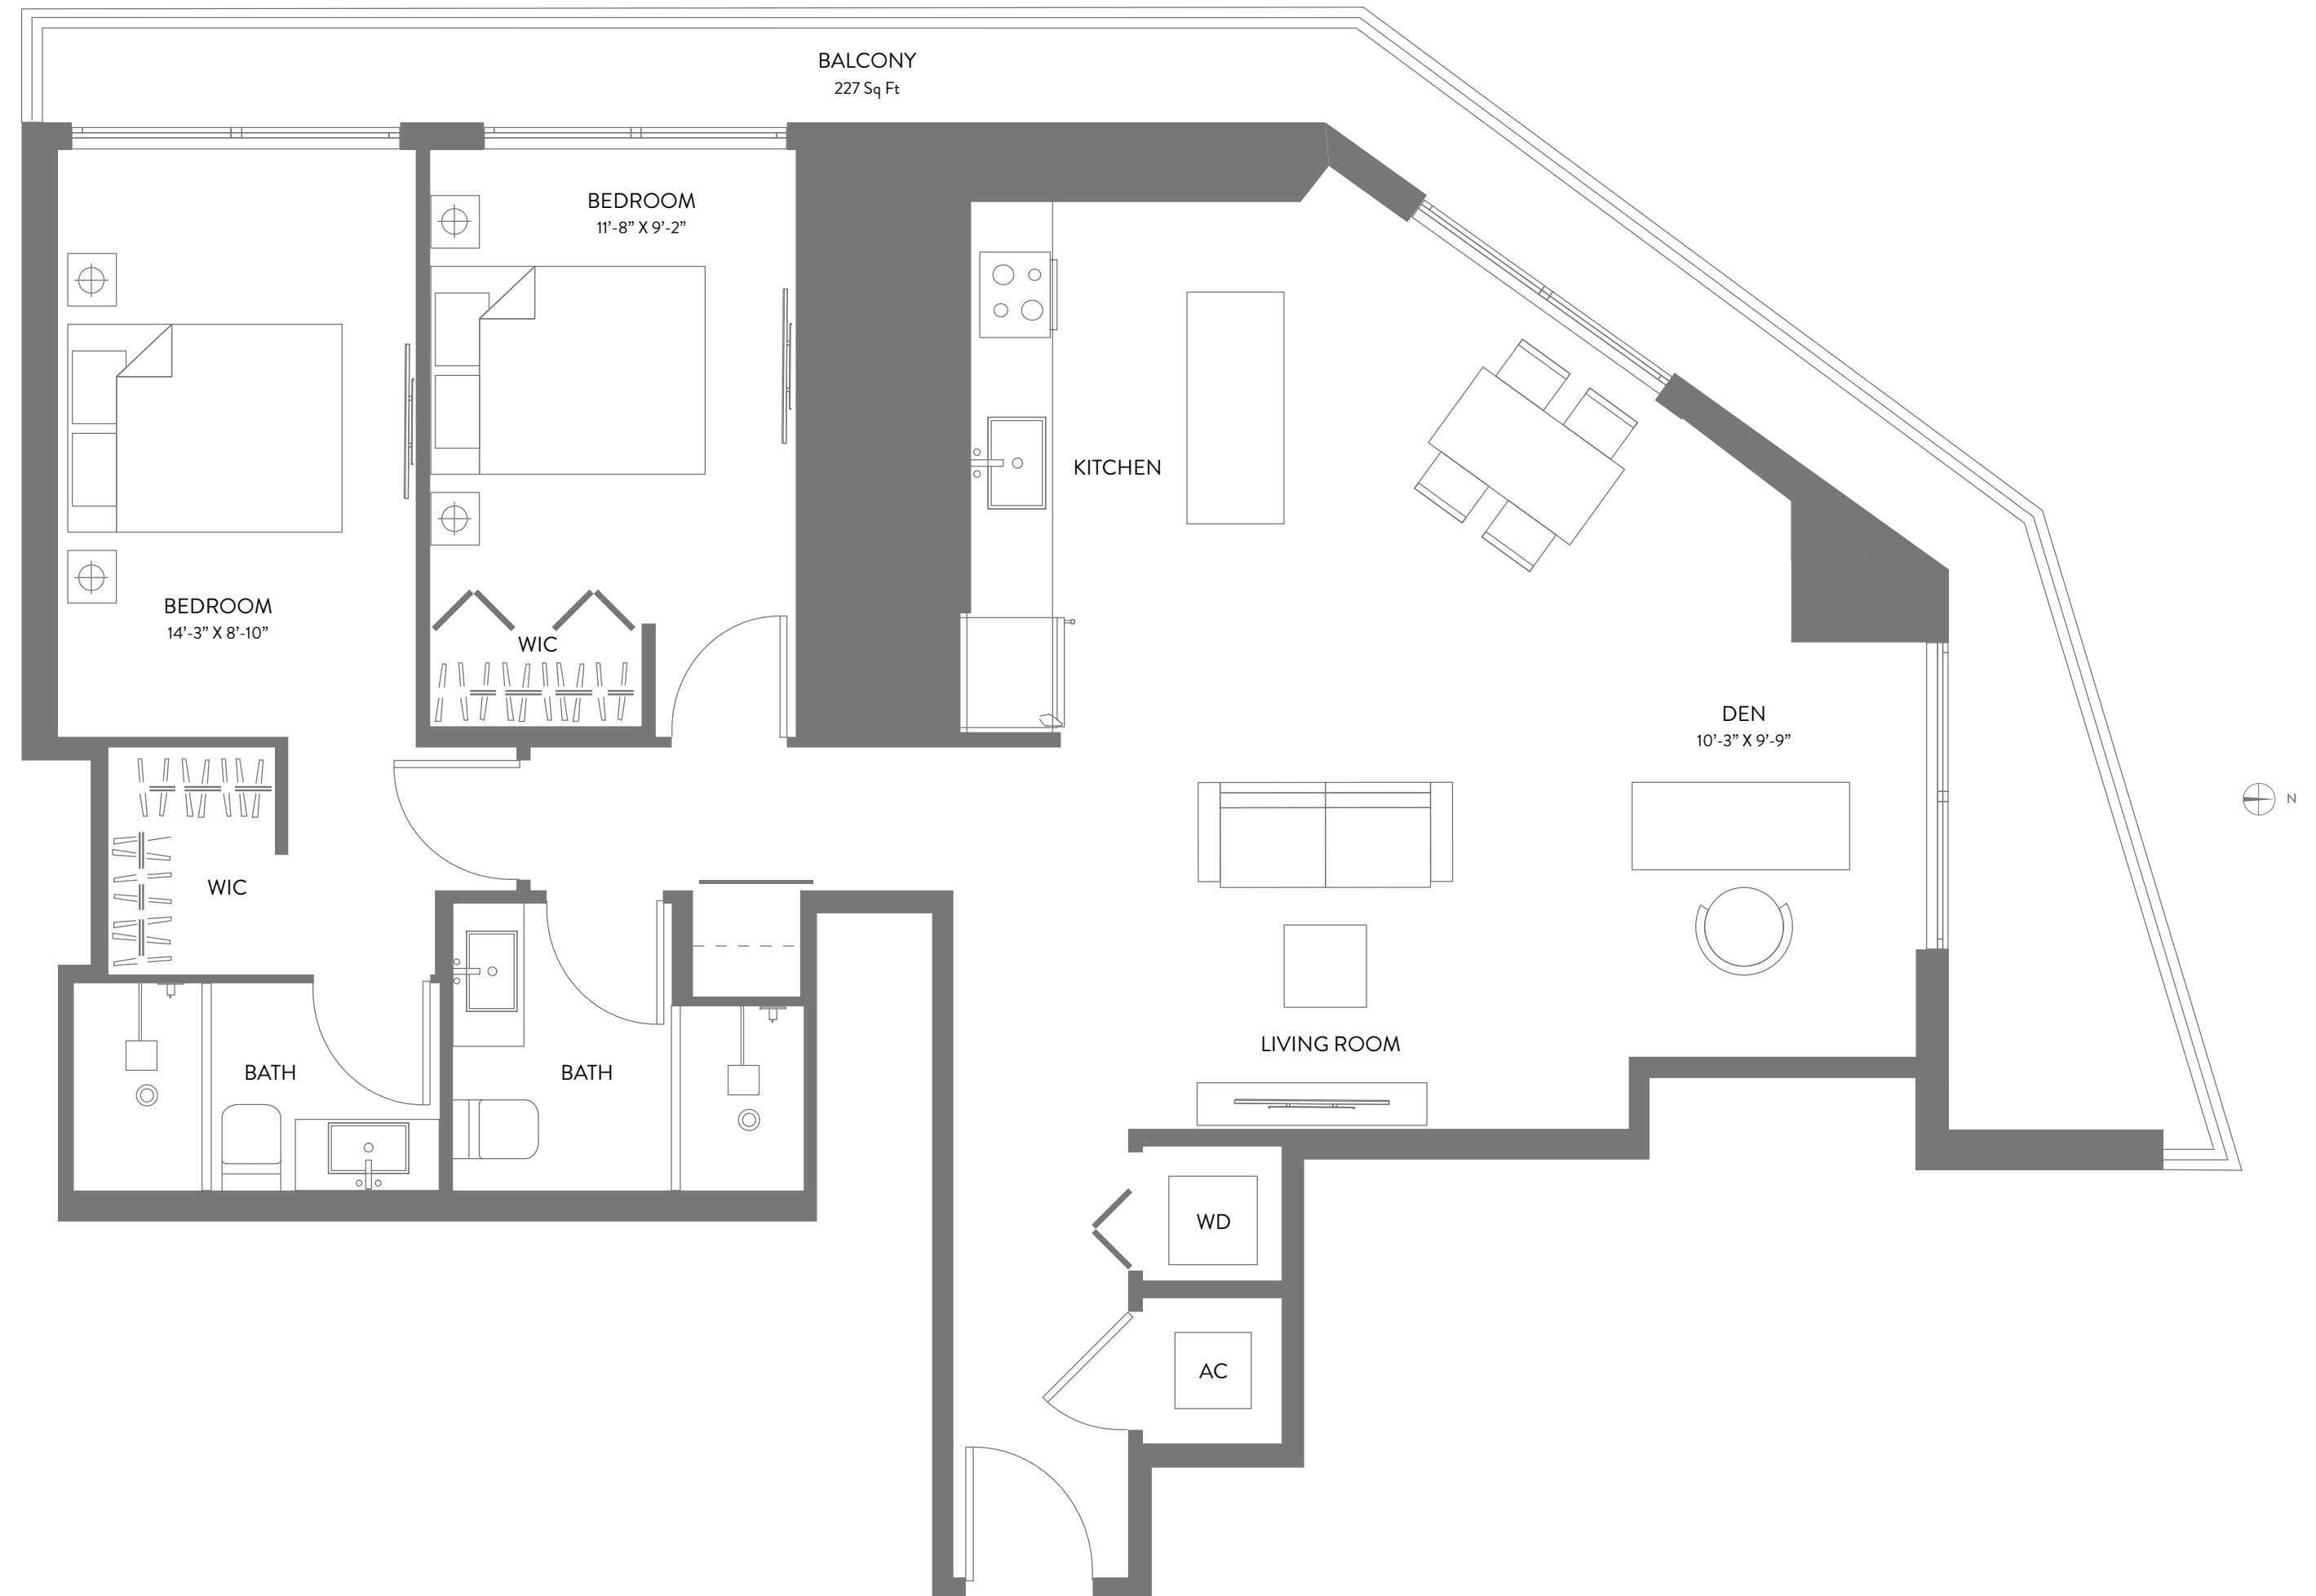 BALCONY
227 Sq Ft
BEDROOM
11’-8” X 9’-2”
KITCHEN
BEDROOM
14’-3” X 8’-10”
WIC
DEN
10’-3” X 9’-9”
N
WIC
LIVING ROOM
BATH
BATH
WD
AC